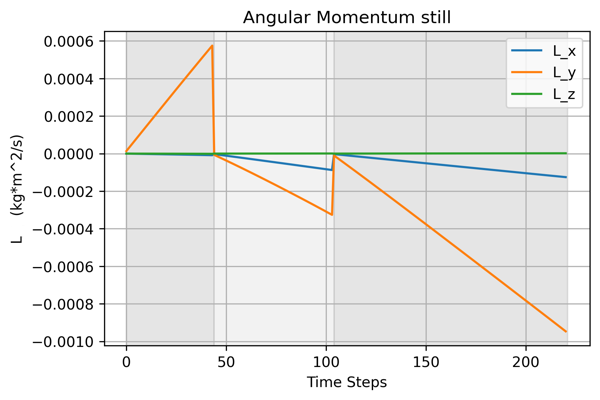 Angular Momentum still
L_x
L_y
L_z
0.0006
0.0004
0.0002
0.0000
−0.0002
−0.0004
−0.0006
−0.0008
−0.0010
L (kg*m^2/s)
0 50 100 150 200
Time Steps